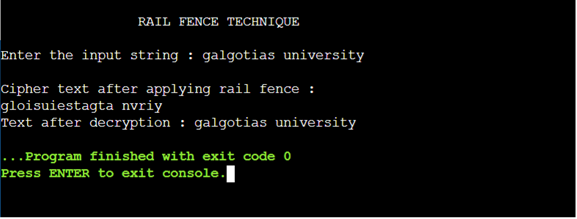 RAIL FENCE TECHNIQUE
Enter the input string : galgotias university
Cipher text after applying rail fence :
gloisuiestagta nvriy
Text after decryption : galgotias university
...Program finished with exit code 0
Press ENTER to exit console.